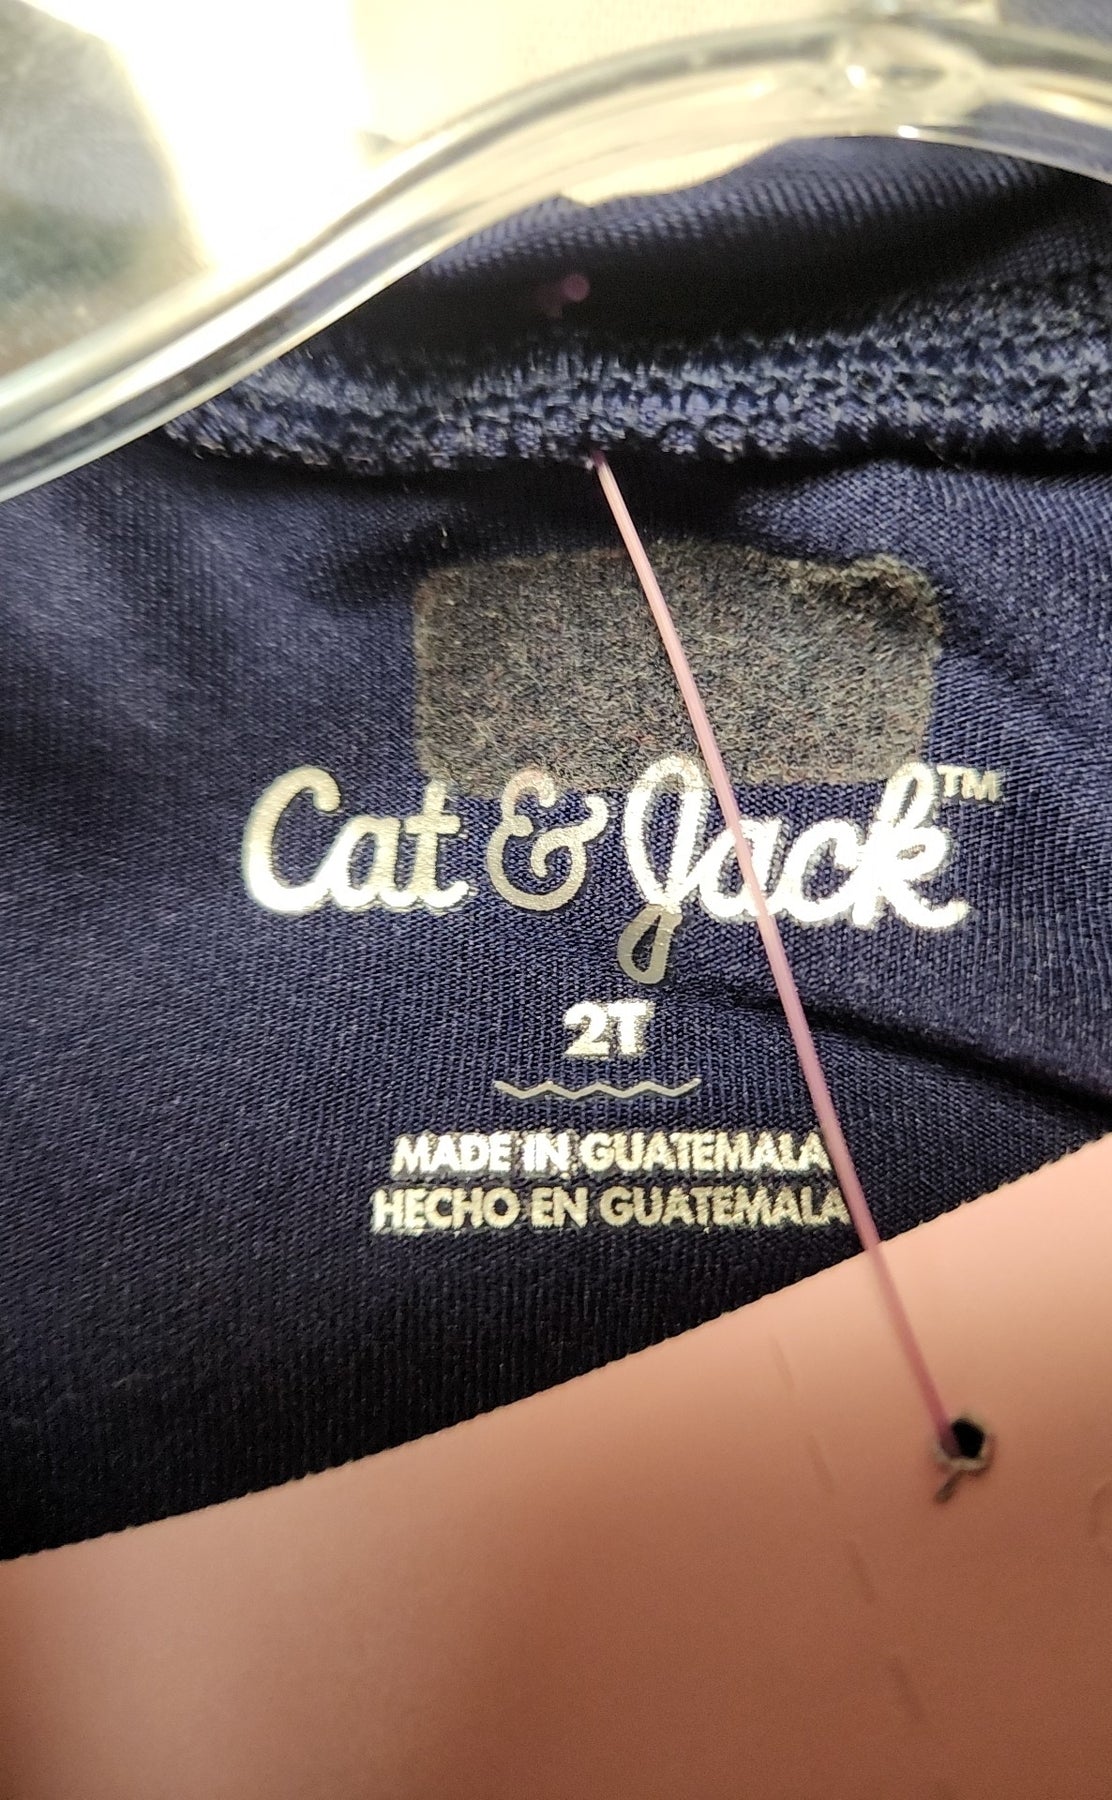 Cat & Jack™
2T
MADE IN GUATEMALA
HECHO EN GUATEMALA